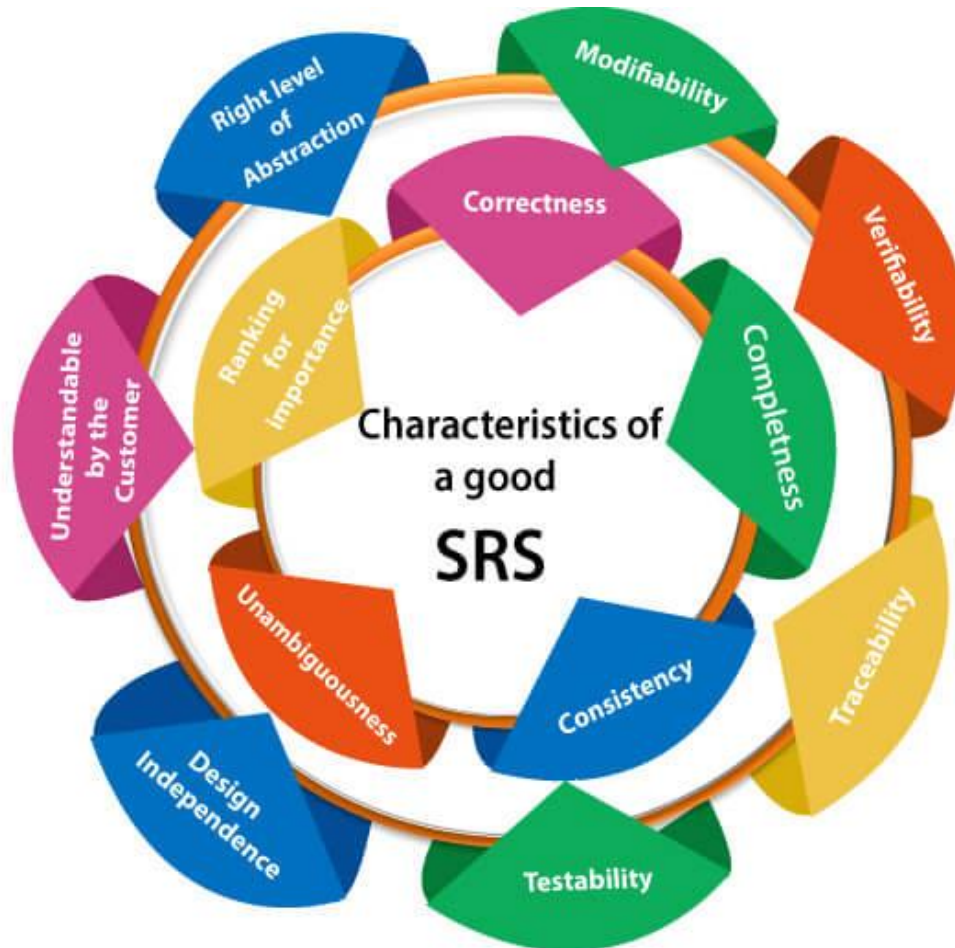 Characteristics of
a good
SRS
Correctness
Completness
Consistency
Unambiguousness
Ranking
for
Importance
Modifiability
Verifiability
Traceability
Testability
Design
Independence
Understandable
by the
Customer
Right level
of
Abstraction